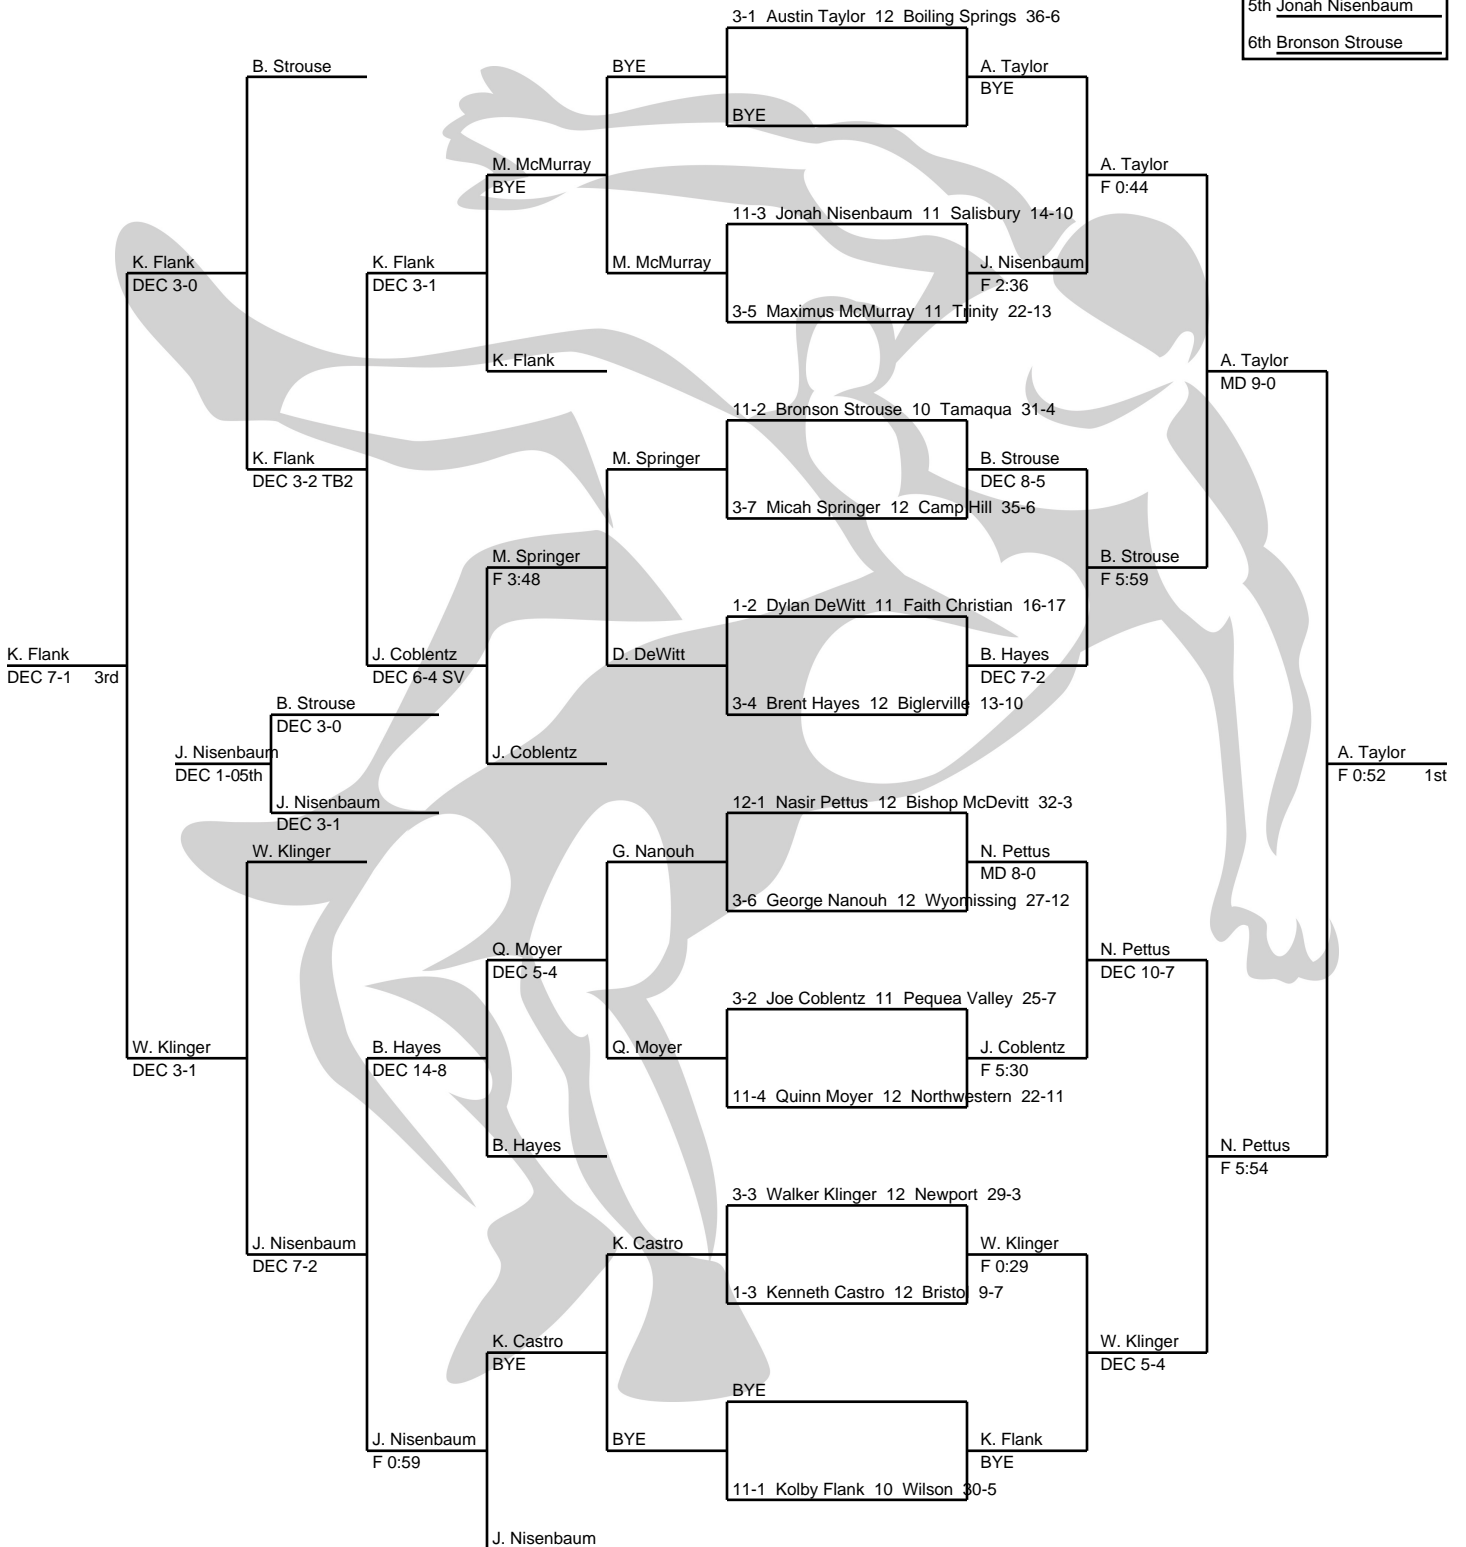 5th Jonah Nisenbaum
6th Bronson Strouse
3-1 Austin Taylor 12 Boiling Springs 36-6
B. Strouse
BYE
A. Taylor
BYE
BYE
M. McMurray
BYE
A. Taylor
F 0:44
11-3 Jonah Nisenbaum 11 Salisbury 14-10
K. Flank
DEC 3-0
K. Flank
DEC 3-1
M. McMurray
J. Nisenbaum
F 2:36
3-5 Maximus McMurray 11 Trinity 22-13
K. Flank
A. Taylor
MD 9-0
11-2 Bronson Strouse 10 Tamaqua 31-4
K. Flank
DEC 3-2 TB2
M. Springer
B. Strouse
DEC 8-5
3-7 Micah Springer 12 Camp Hill 35-6
M. Springer
F 3:48
B. Strouse
F 5:59
1-2 Dylan DeWitt 11 Faith Christian 16-17
K. Flank
DEC 7-1 3rd
J. Coblentz
DEC 6-4 SV
D. DeWitt
B. Hayes
DEC 7-2
3-4 Brent Hayes 12 Biglerville 13-10
B. Strouse
DEC 3-0
J. Nisenbaum
DEC 1-05th
J. Coblentz
A. Taylor
F 0:52 1st
J. Nisenbaum
DEC 3-1
12-1 Nasir Pettus 12 Bishop McDevitt 32-3
W. Klinger
G. Nanouh
N. Pettus
MD 8-0
3-6 George Nanouh 12 Wyomissing 27-12
Q. Moyer
DEC 5-4
N. Pettus
DEC 10-7
3-2 Joe Coblentz 11 Pequea Valley 25-7
W. Klinger
DEC 3-1
B. Hayes
DEC 14-8
Q. Moyer
J. Coblentz
F 5:30
11-4 Quinn Moyer 12 Northwestern 22-11
B. Hayes
N. Pettus
F 5:54
3-3 Walker Klinger 12 Newport 29-3
J. Nisenbaum
DEC 7-2
K. Castro
W. Klinger
F 0:29
1-3 Kenneth Castro 12 Bristol 9-7
K. Castro
BYE
W. Klinger
DEC 5-4
BYE
J. Nisenbaum
F 0:59
BYE
K. Flank
BYE
11-1 Kolby Flank 10 Wilson 30-5
J. Nisenbaum